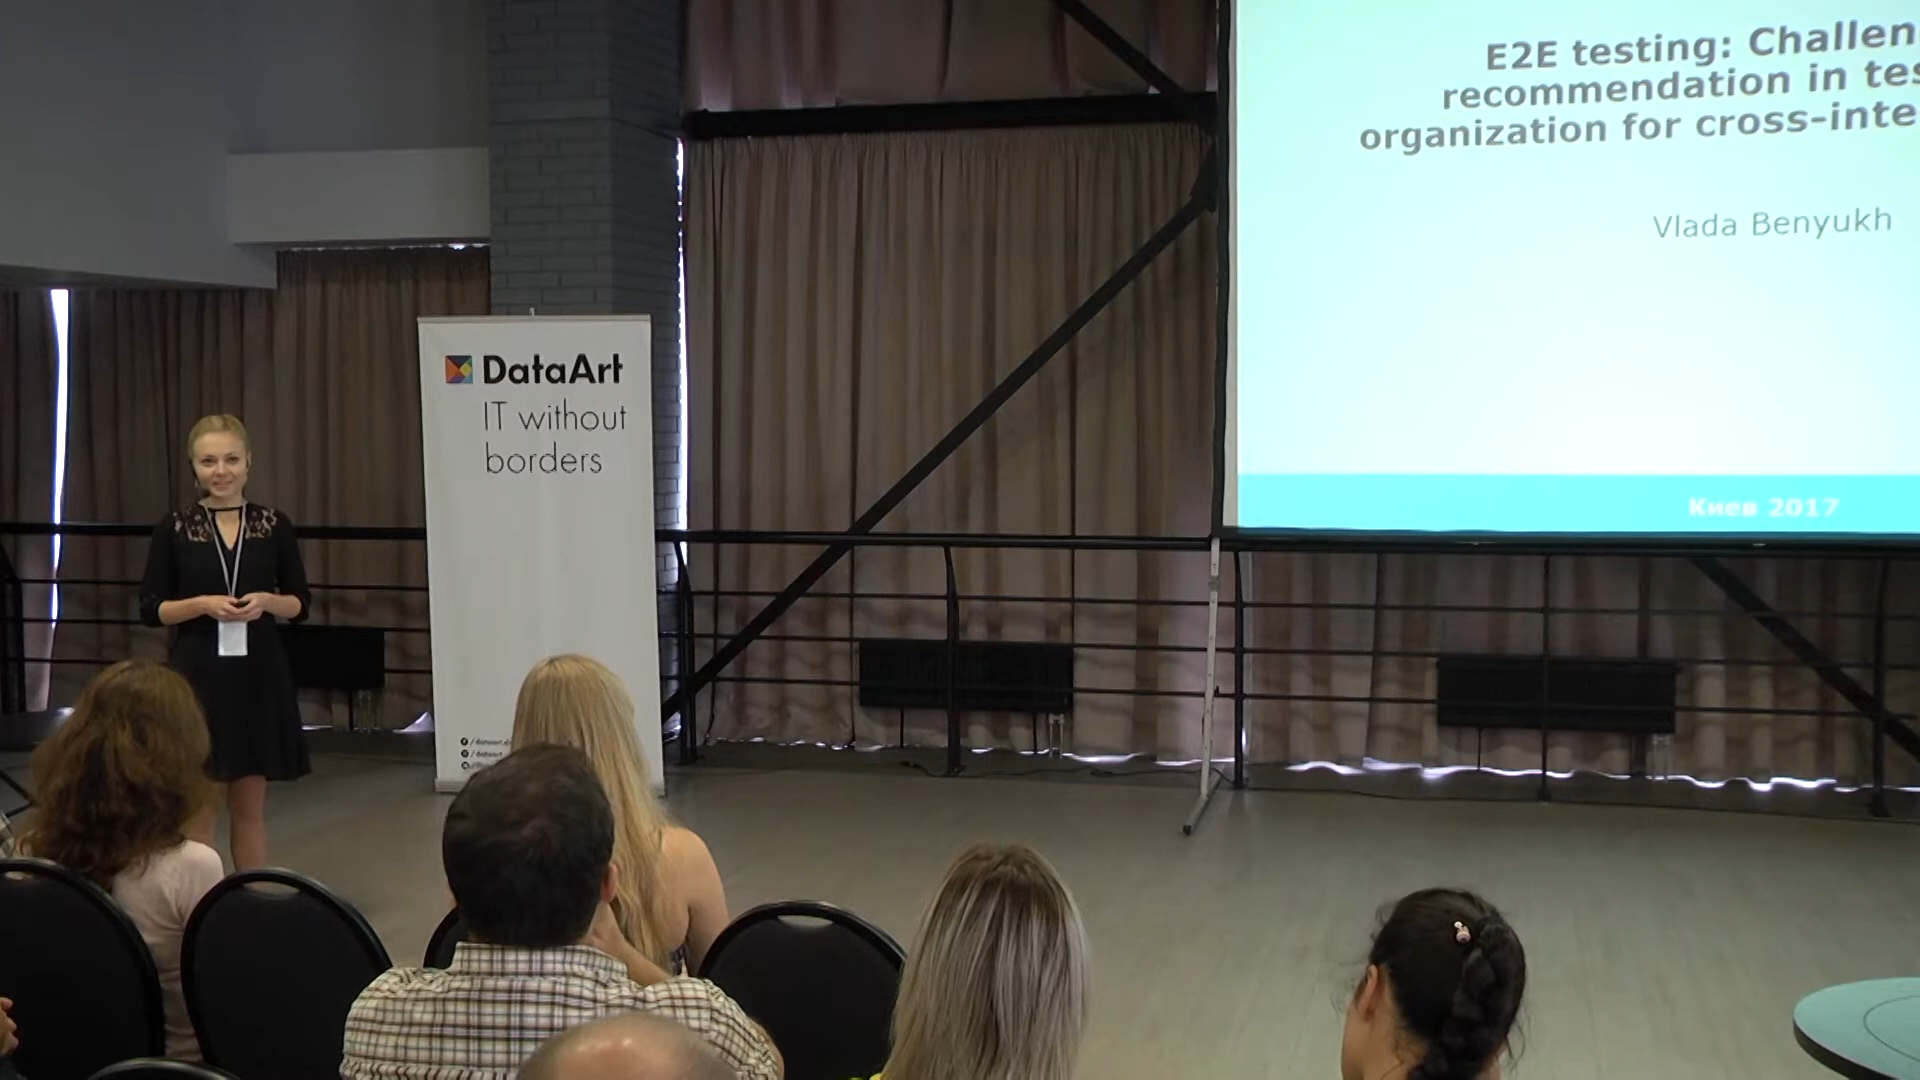 E2E testing: Challen
recommendation in tes
organization for cross-inte
Vlada Benyukh
Киев 2017
DataArt
IT without
borders